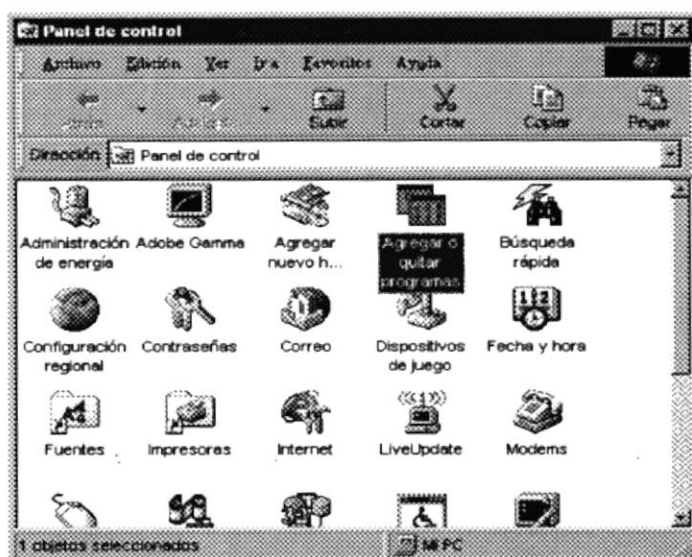 Panel de control
Archivo Edición Ver Ir a Favoritos Ayuda
Atrás Adelante Subir Cortar Copiar Pegar
Dirección Panel de control
Administración de energía
Adobe Gamma
Agregar nuevo h...
Agregar o quitar programas
Búsqueda rápida
Configuración regional
Contraseñas
Correo
Dispositivos de juego
Fecha y hora
Fuentes
Impresoras
Internet
LiveUpdate
Modems
1 objetos seleccionados
Mi PC